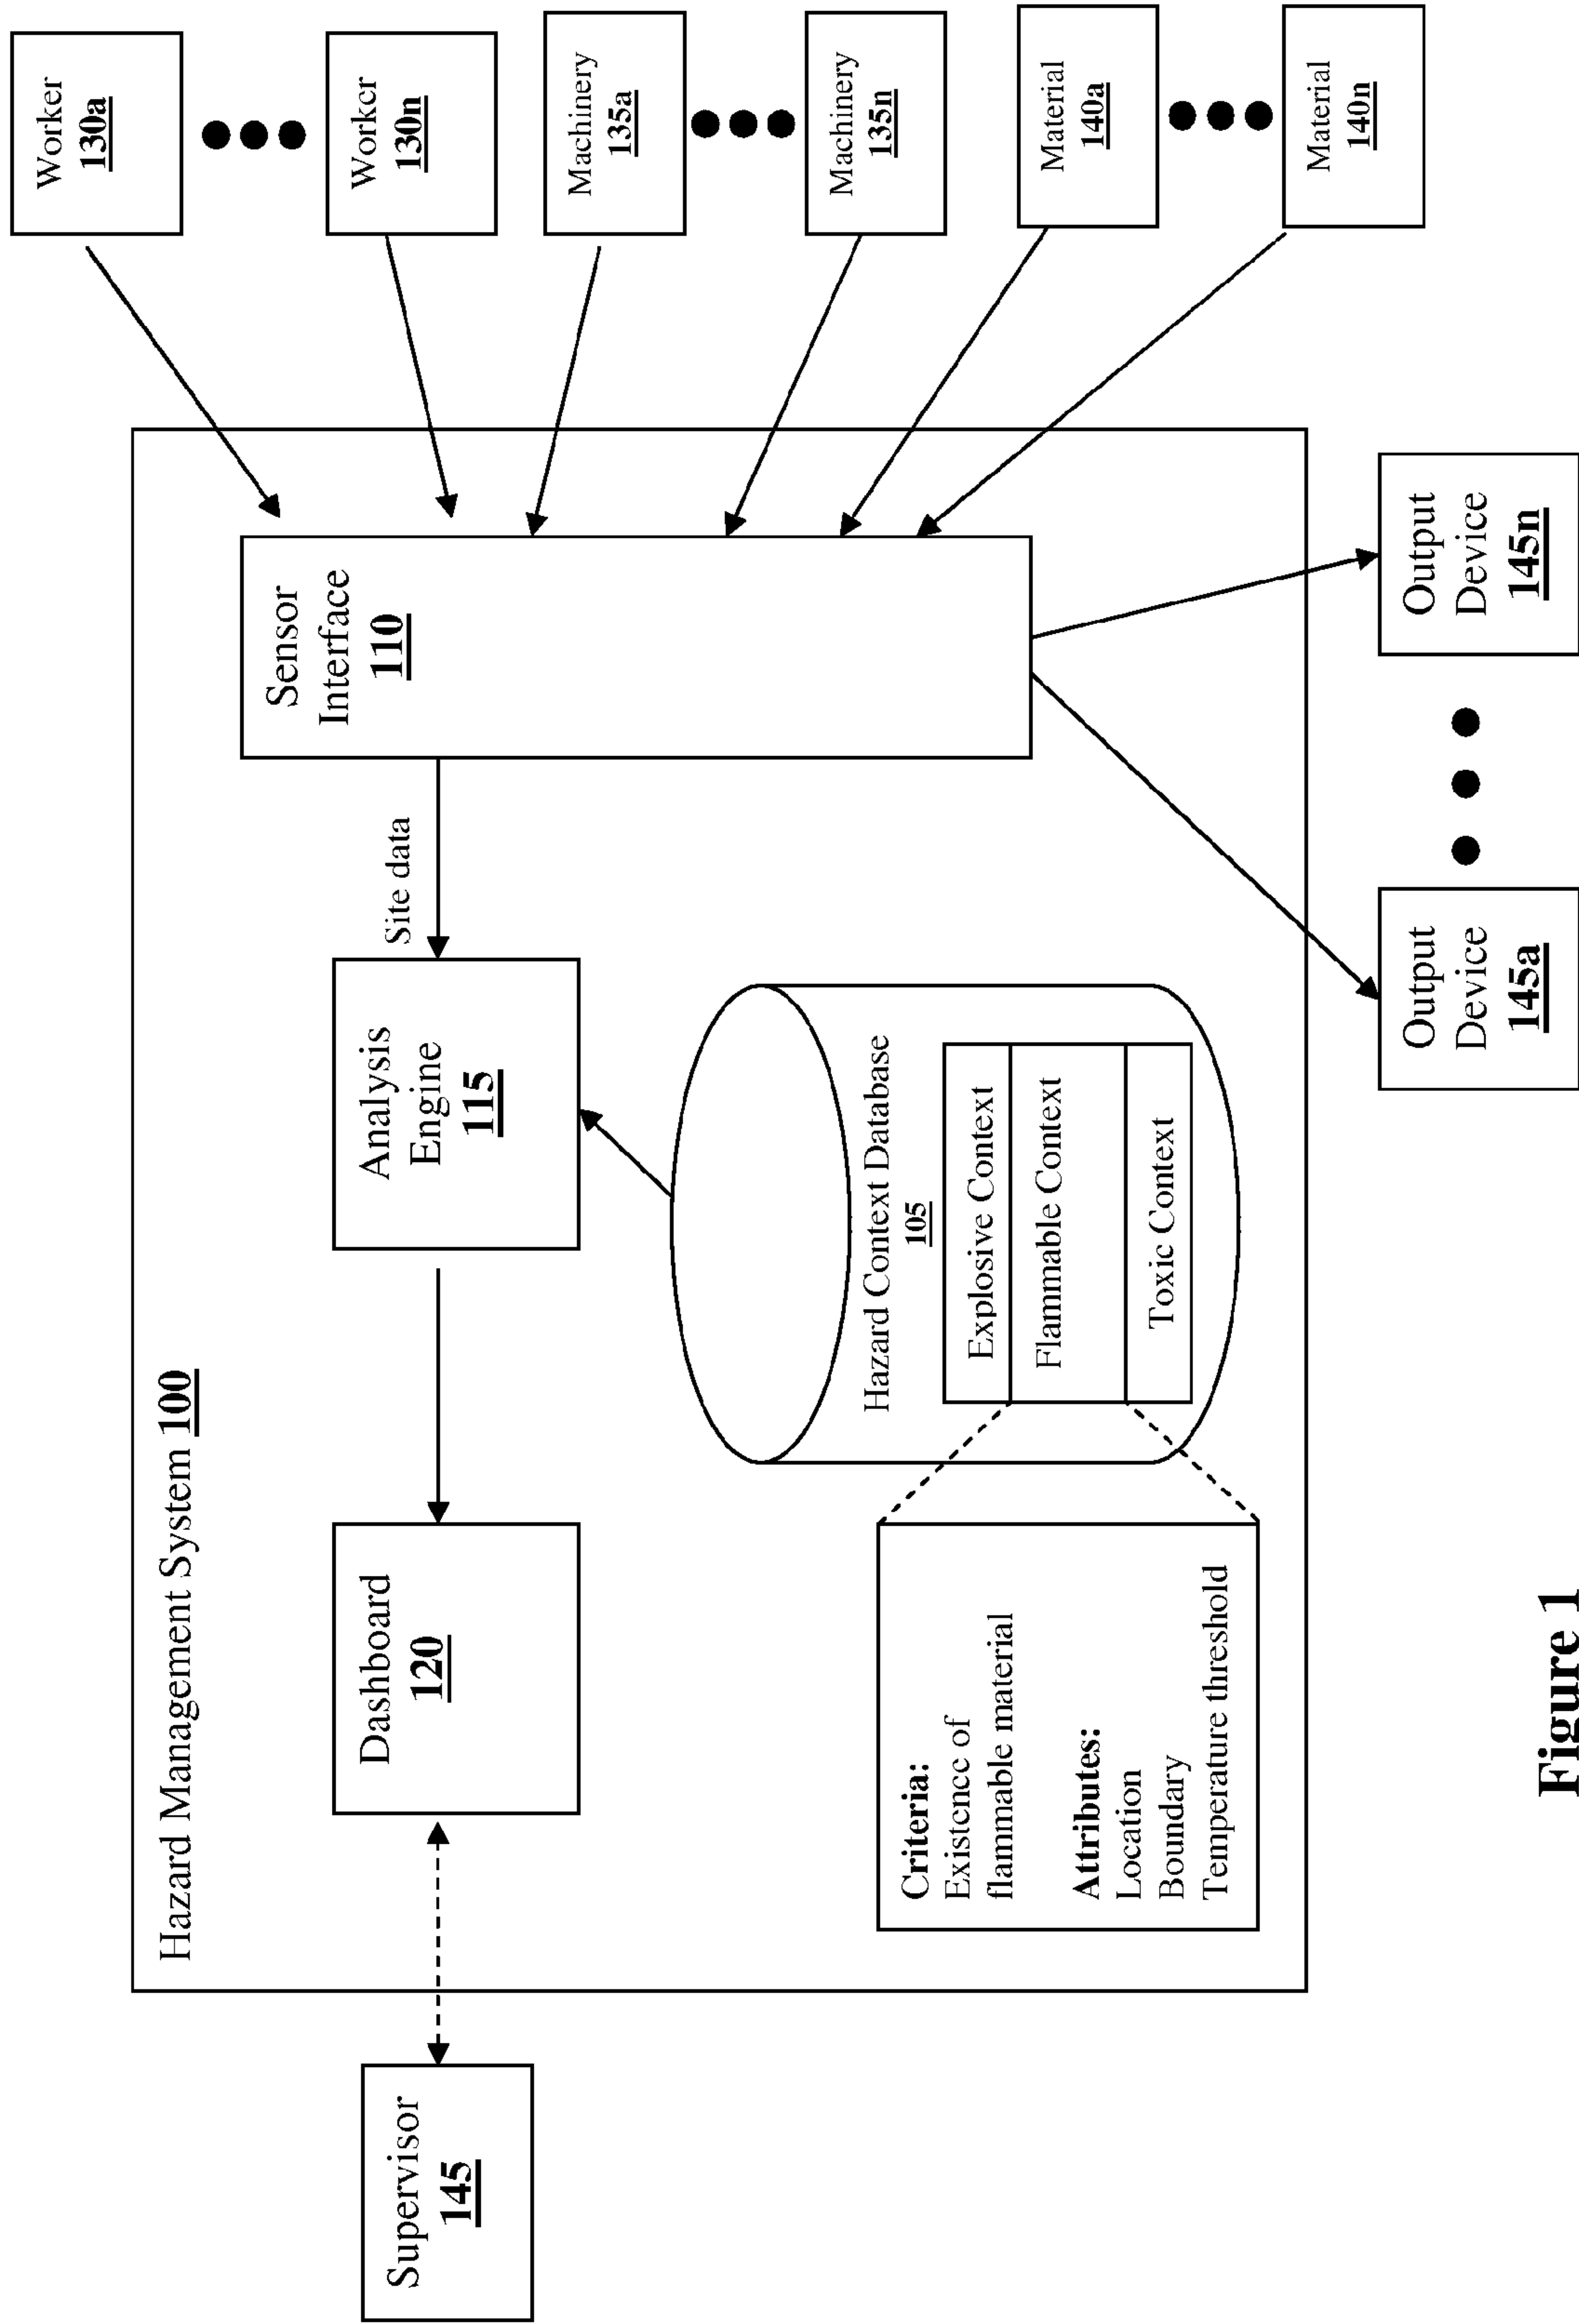 Hazard Management System 100
Supervisor
145
Dashboard
120
Analysis
Engine
115
Site data
Sensor
Interface
110
Worker
130a
Worker
130n
Machinery
135a
Machinery
135n
Material
140a
Material
140n
Hazard Context Database
105
Explosive Context
Flammable Context
Toxic Context
Criteria:
Existence of
flammable material
Attributes:
Location
Boundary
Temperature threshold
Output
Device
145a
Output
Device
145n
Figure 1